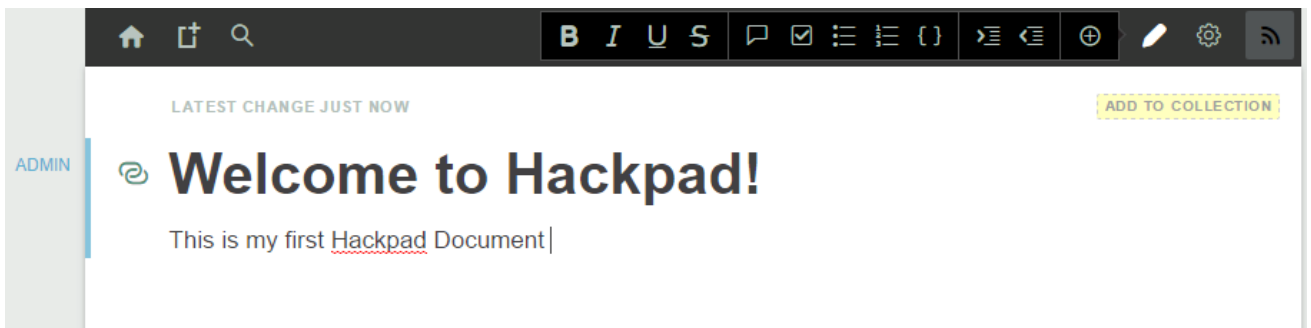 B I U S
LATEST CHANGE JUST NOW
ADD TO COLLECTION
ADMIN
Welcome to Hackpad!
This is my first Hackpad Document